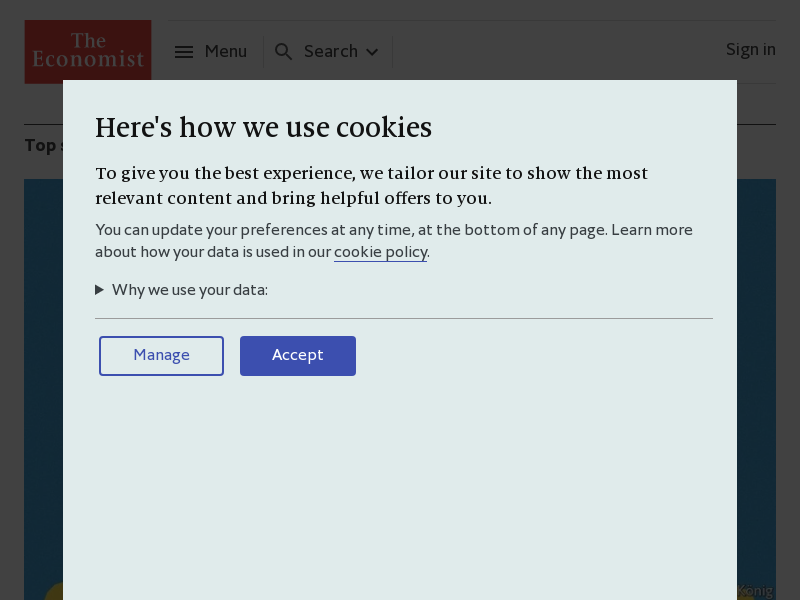 The
Economist
Menu
Search
Sign in
Top
Here's how we use cookies
To give you the best experience, we tailor our site to show the most
relevant content and bring helpful offers to you.
You can update your preferences at any time, at the bottom of any page. Learn more
about how your data is used in our cookie policy.
Why we use your data:
Manage
Accept
König